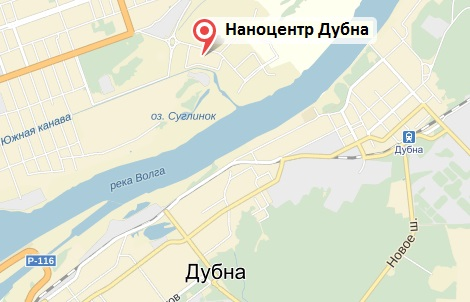 Наноцентр Дубна
Южная канава
оз. Суглинок
река Волга
Дубна
Р-116
Дубна
Новое ш.